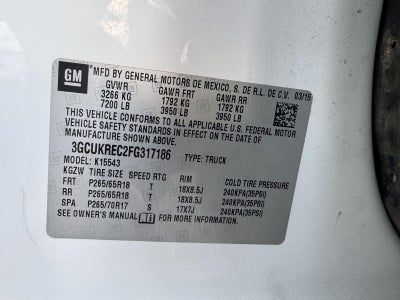 GM
MFD BY GENERAL MOTORS DE MEXICO, S. DE R.L. DE C.V. 03/15
GVWR GAWR FRT GAWR RR
3266 KG 1792 KG 1792 KG
7200 LB 3950 LB 3950 LB
THIS VEHICLE CONFORMS TO ALL APPLICABLE U.S. FEDERAL
MOTOR VEHICLE SAFETY STANDARDS IN EFFECT ON THE DATE OF
MANUFACTURE SHOWN ABOVE.
3GCUKREC2FG317186 TYPE: TRUCK
MODEL: K15543
KGZW TIRE SIZE SPEED RTG RIM COLD TIRE PRESSURE
FRT P265/65R18 T 18X8.5J 240KPA(35PSI)
RR P265/65R18 T 18X8.5J 240KPA(35PSI)
SPA P265/70R17 S 17X7J 240KPA(35PSI)
SEE OWNER'S MANUAL FOR MORE INFORMATION.